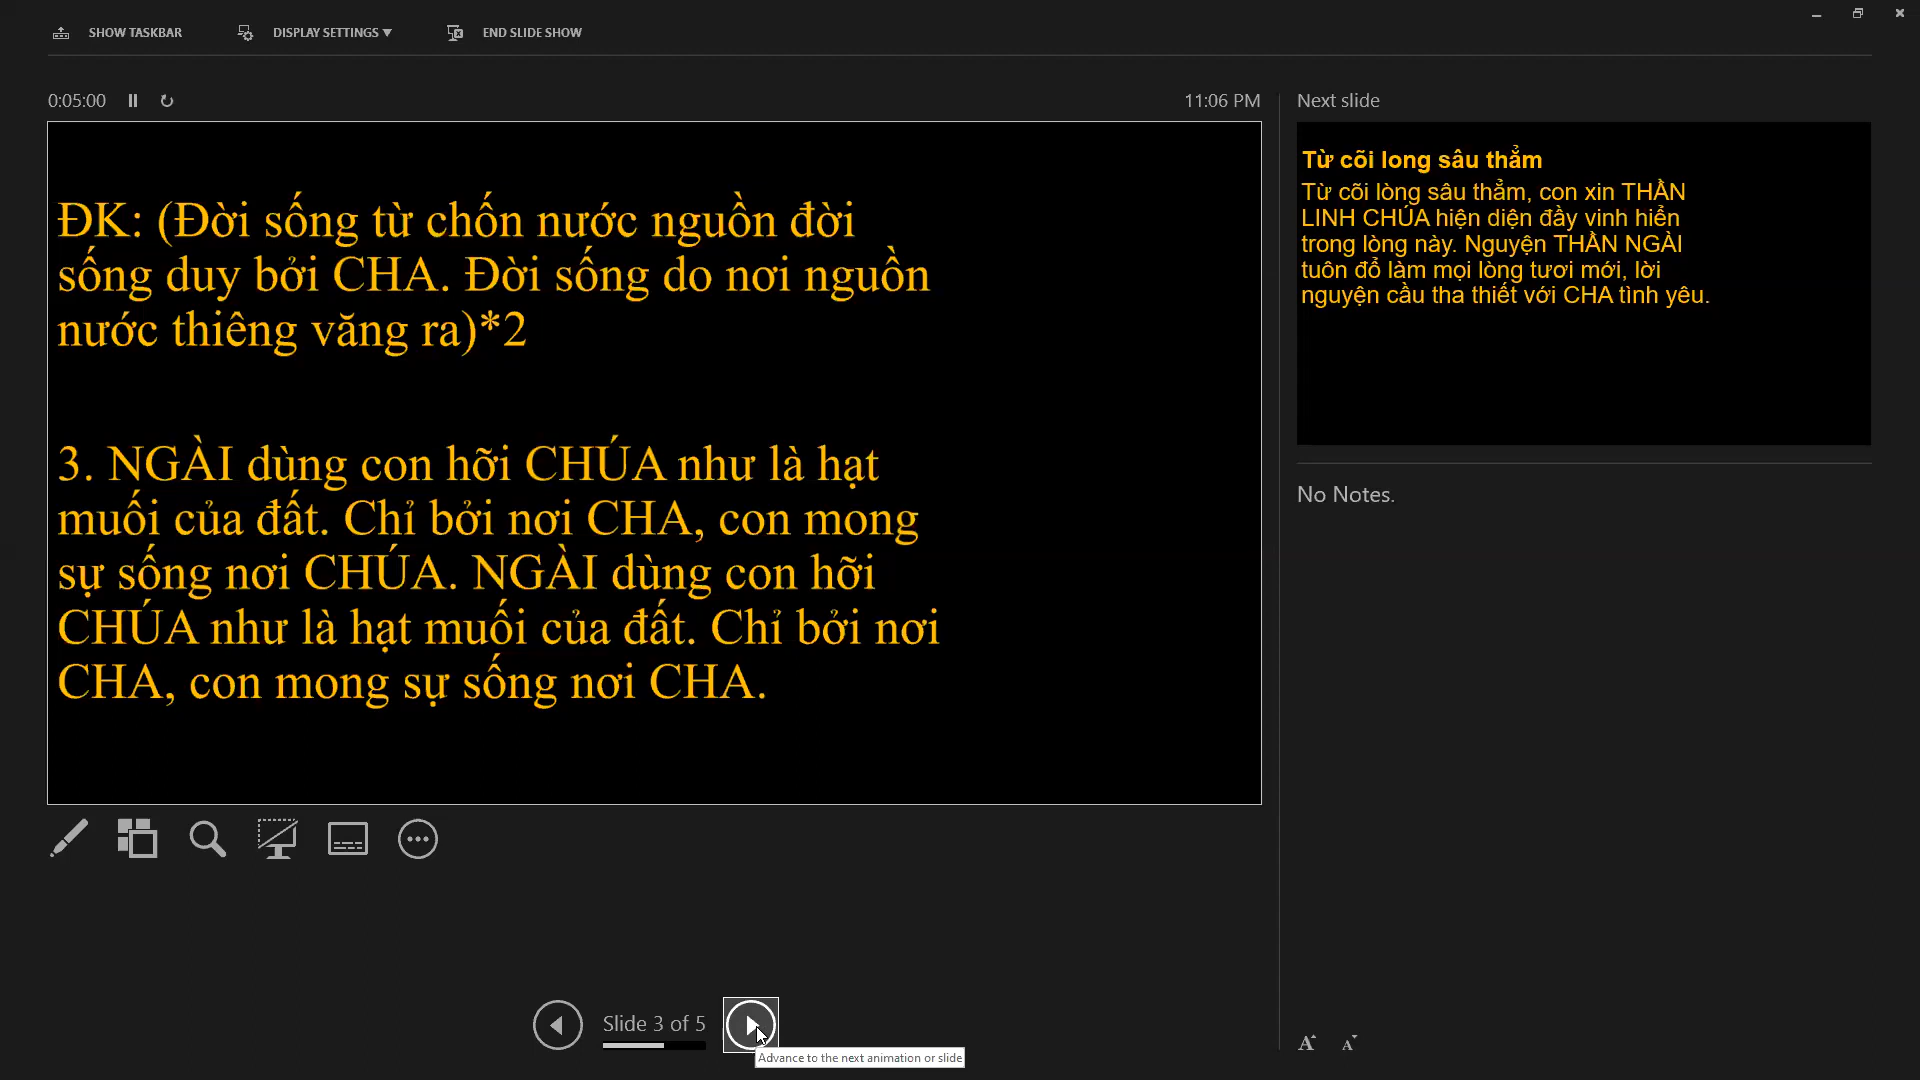 SHOW TASKBAR
DISPLAY SETTINGS ▼
END SLIDE SHOW
0:05:00
11:06 PM
ĐK: (Đời sống từ chốn nước nguồn đời
sống duy bởi CHA. Đời sống do nơi nguồn
nước thiêng văng ra)*2
3. NGÀI dùng con hỡi CHÚA như là hạt
muối của đất. Chỉ bởi nơi CHA, con mong
sự sống nơi CHÚA. NGÀI dùng con hỡi
CHÚA như là hạt muối của đất. Chỉ bởi nơi
CHA, con mong sự sống nơi CHA.
Slide 3 of 5
Advance to the next animation or slide
Next slide
Từ cõi long sâu thẳm
Từ cõi lòng sâu thẳm, con xin THẦN
LINH CHÚA hiện diện đầy vinh hiển
trong lòng này. Nguyện THẦN NGÀI
tuôn đổ làm mọi lòng tươi mới, lời
nguyện cầu tha thiết với CHA tình yêu.
No Notes.
A A